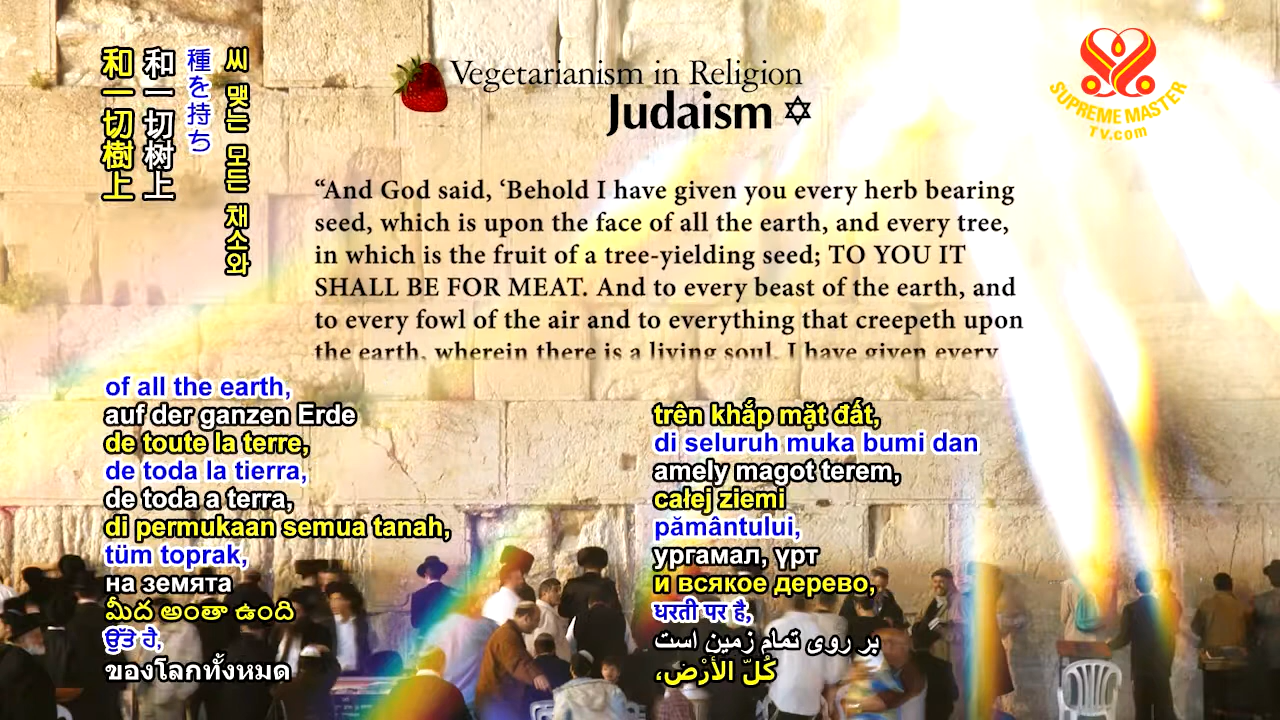 Vegetarianism in Religion
Judaism
SUPREME MASTER
TV.com
和一切樹上
和一切树上
種を持ち
씨 맺는 모든 채소와
“And God said, ‘Behold I have given you every herb bearing
seed, which is upon the face of all the earth, and every tree,
in which is the fruit of a tree-yielding seed; TO YOU IT
SHALL BE FOR MEAT. And to every beast of the earth, and
to every fowl of the air and to everything that creepeth upon
the earth, wherein there is a living soul, I have given every
of all the earth,
auf der ganzen Erde
de toute la terre,
de toda la tierra,
de toda a terra,
di permukaan semua tanah,
tüm toprak,
на земята
మీద అంతా ఉంది
ਉੱਤੇ ਹੈ,
ของโลกทั้งหมด
trên khắp mặt đất,
di seluruh muka bumi dan
amely magot terem,
całej ziemi
pământului,
ургамал, үрт
и всякое дерево,
धरती पर है,
بر روی تمام زمین است
كُلّ الأرْض،